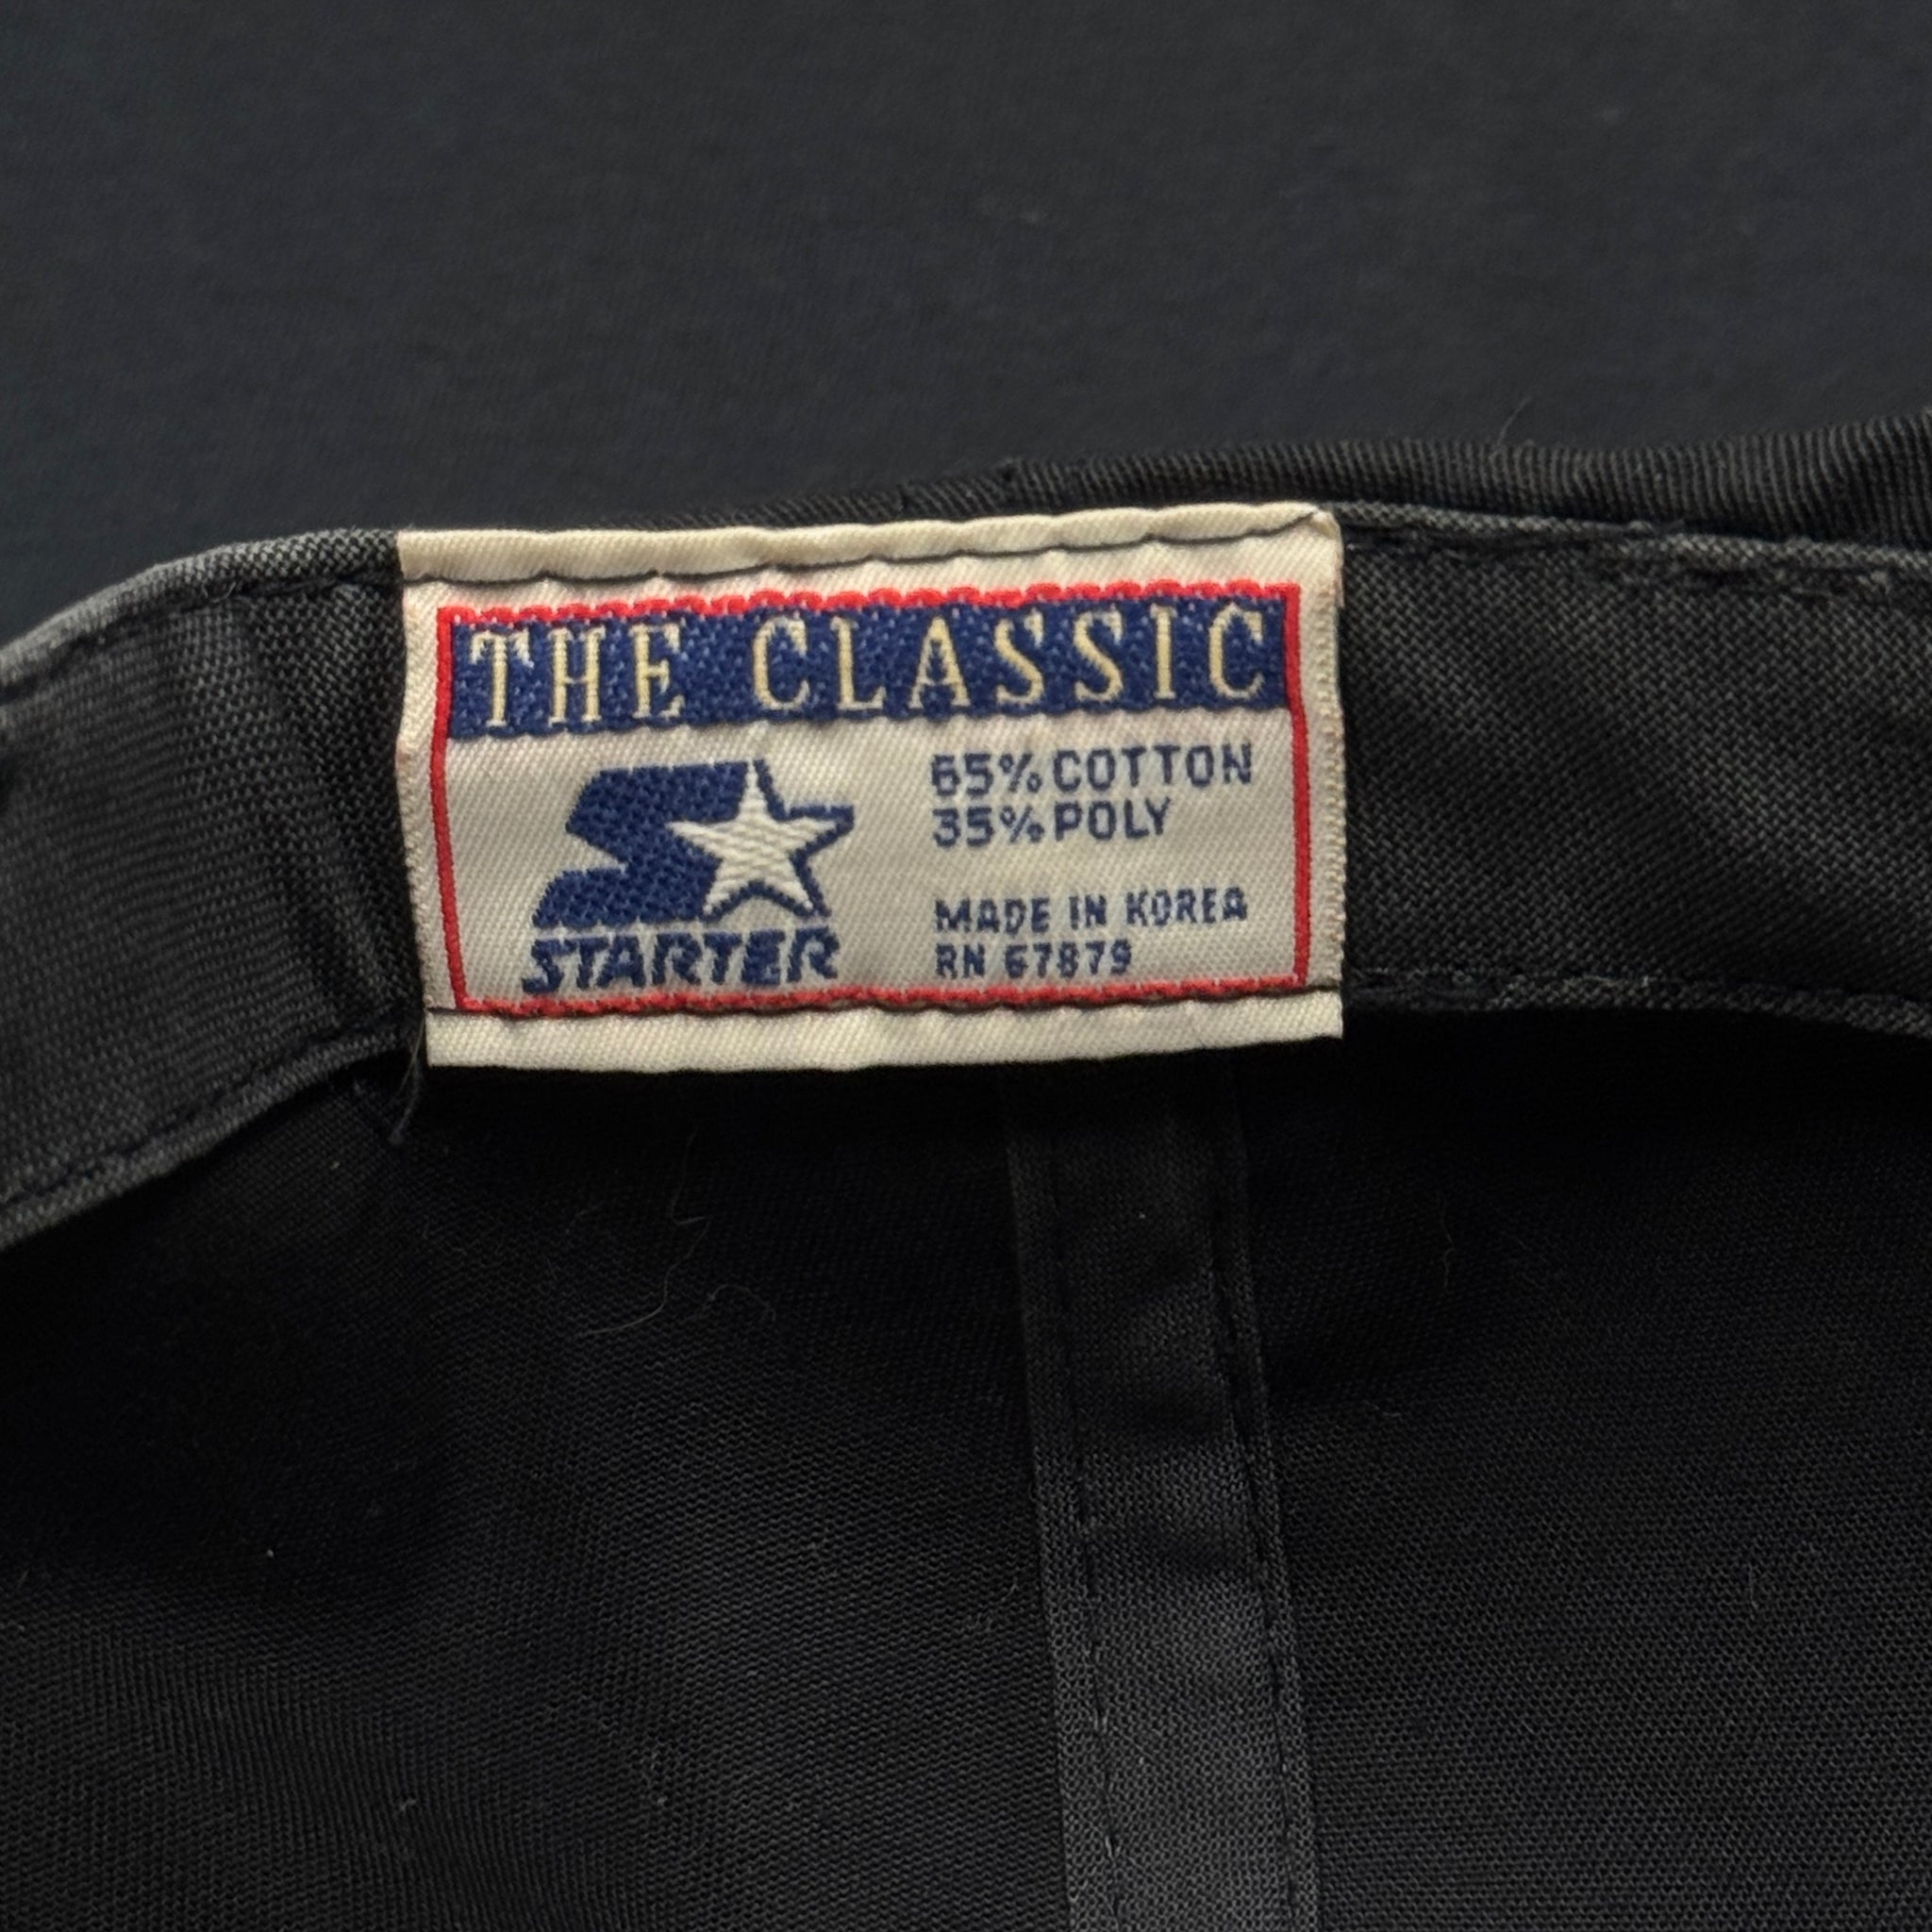 THE CLASSIC
65% COTTON
35% POLY
STARTER
MADE IN KOREA
RN 67879